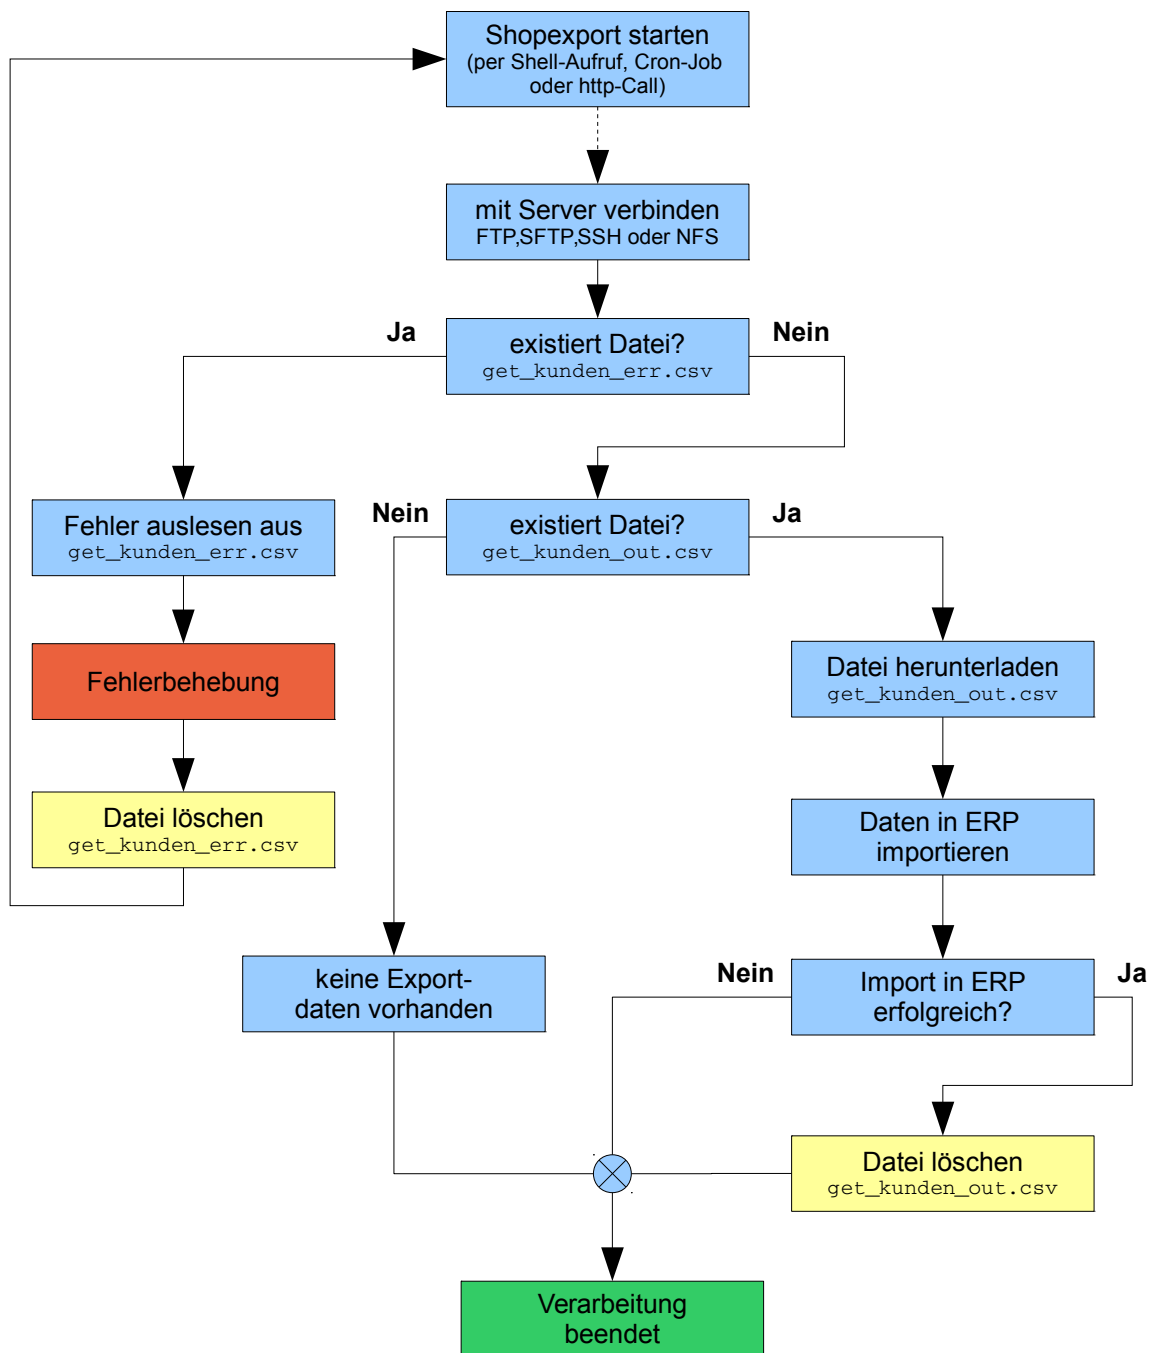 Shopexport starten
(per Shell-Aufruf, Cron-Job
oder http-Call)
mit Server verbinden
FTP,SFTP,SSH oder NFS
Ja
existiert Datei?
get_kunden_err.csv
Nein
Fehler auslesen aus
get_kunden_err.csv
Nein
existiert Datei?
get_kunden_out.csv
Ja
Fehlerbehebung
Datei herunterladen
get_kunden_out.csv
Datei löschen
get_kunden_err.csv
Daten in ERP
importieren
keine Export-
daten vorhanden
Nein
Import in ERP
erfolgreich?
Ja
Datei löschen
get_kunden_out.csv
Verarbeitung
beendet